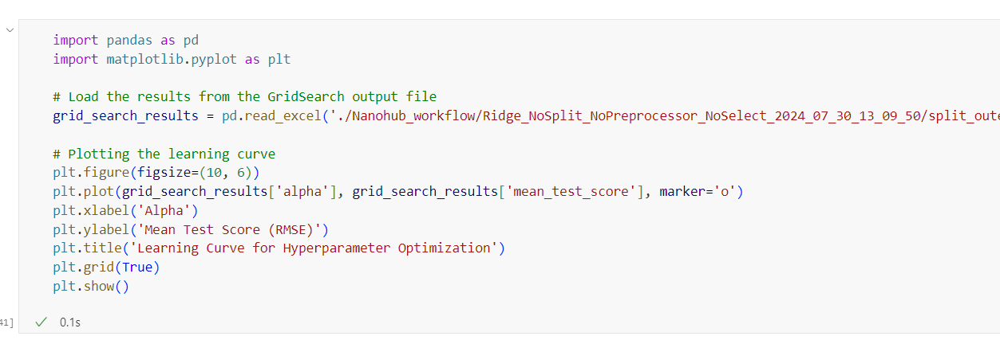 import pandas as pd
import matplotlib.pyplot as plt
# Load the results from the GridSearch output file
grid_search_results = pd.read_excel('./Nanohub_workflow/Ridge_NoSplit_NoPreprocessor_NoSelect_2024_07_30_13_09_50/split_oute
# Plotting the learning curve
plt.figure(figsize=(10, 6))
plt.plot(grid_search_results['alpha'], grid_search_results['mean_test_score'], marker='o')
plt.xlabel('Alpha')
plt.ylabel('Mean Test Score (RMSE)')
plt.title('Learning Curve for Hyperparameter Optimization')
plt.grid(True)
plt.show()
41] ✓ 0.1s